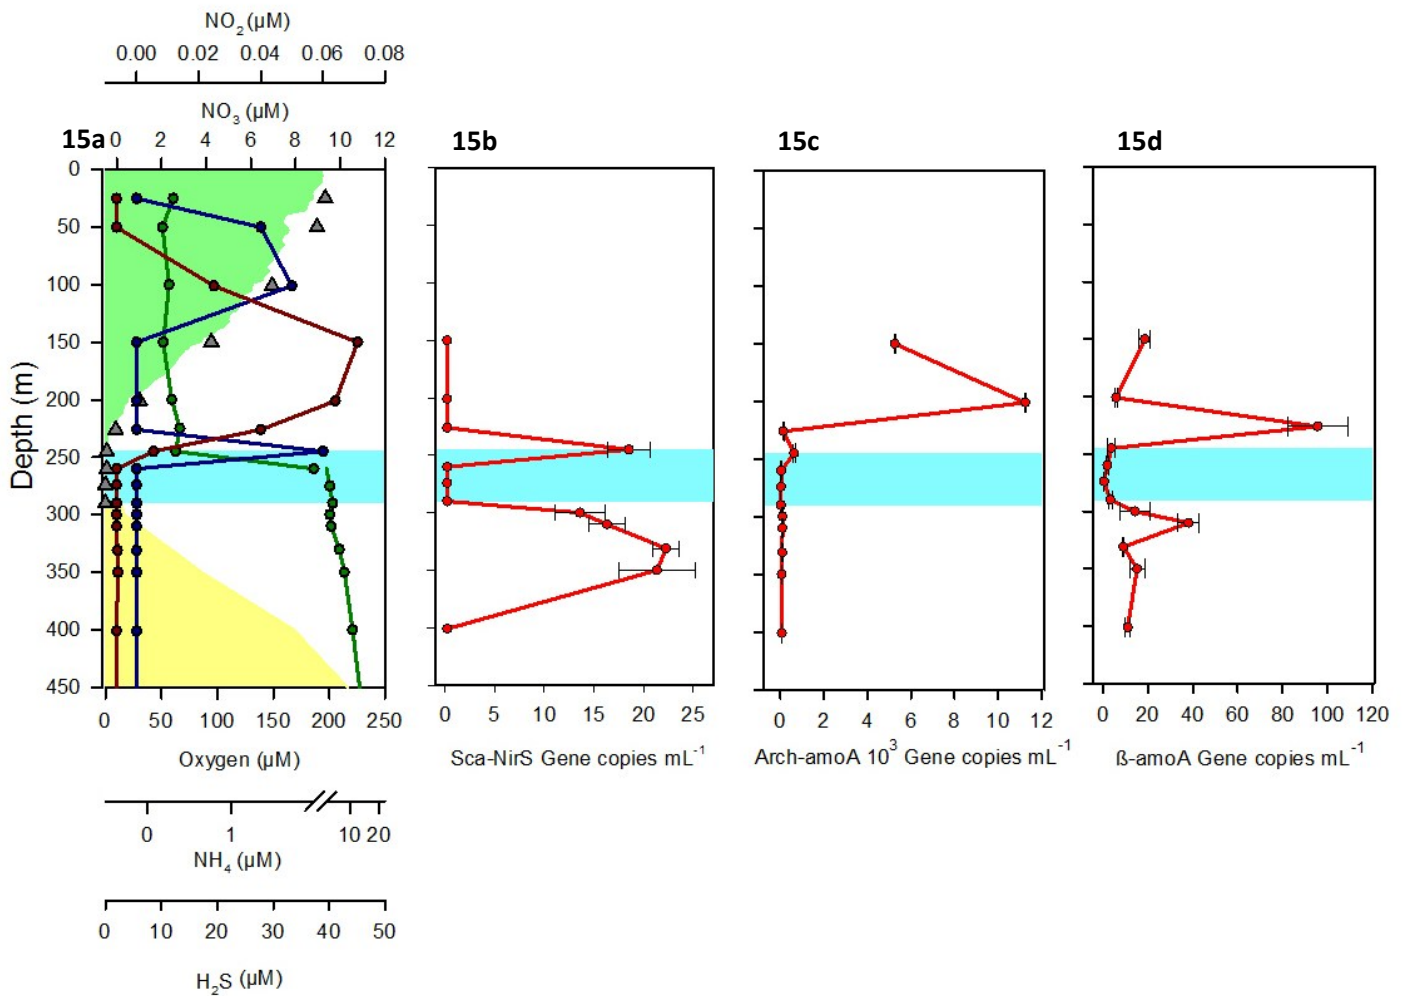 NO2 (µM)
0.00 0.02 0.04 0.06 0.08
NO3 (µM)
15a 0 2 4 6 8 10 12
15b
15c
15d
0
50
100
150
200
250
300
350
400
450
Depth (m)
0 50 100 150 200 250
Oxygen (µM)
0 1 10 20
NH4 (µM)
0 10 20 30 40 50
H2S (µM)
0 5 10 15 20 25
Sca-NirS Gene copies mL-1
0 2 4 6 8 10 12
Arch-amoA 103 Gene copies mL-1
0 20 40 60 80 100 120
ß-amoA Gene copies mL-1